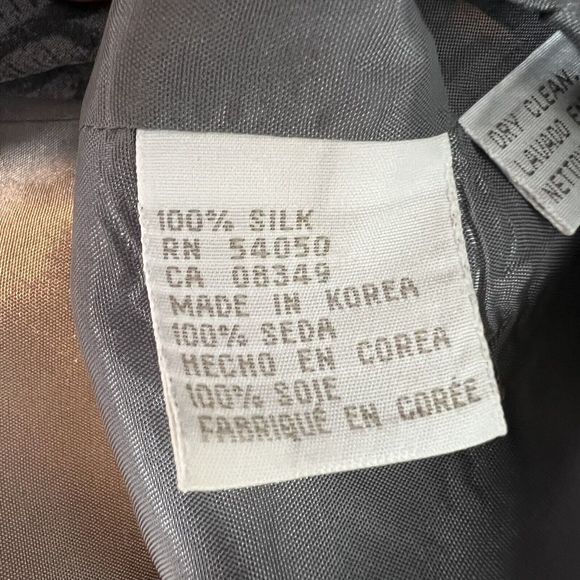 100% SILK
RN 54050
CA 08349
MADE IN KOREA
100% SEDA
HECHO EN COREA
100% SOIE
FABRIQUÉ EN CORÉE
DRY CLEAN
LAVADO